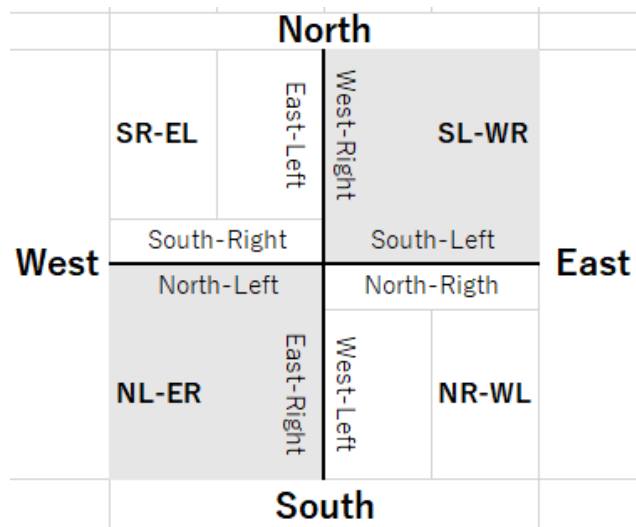 North
SR-EL
East-Left
West-Right
SL-WR
South-Right
South-Left
West
East
North-Left
North-Rigth
NL-ER
East-Right
West-Left
NR-WL
South